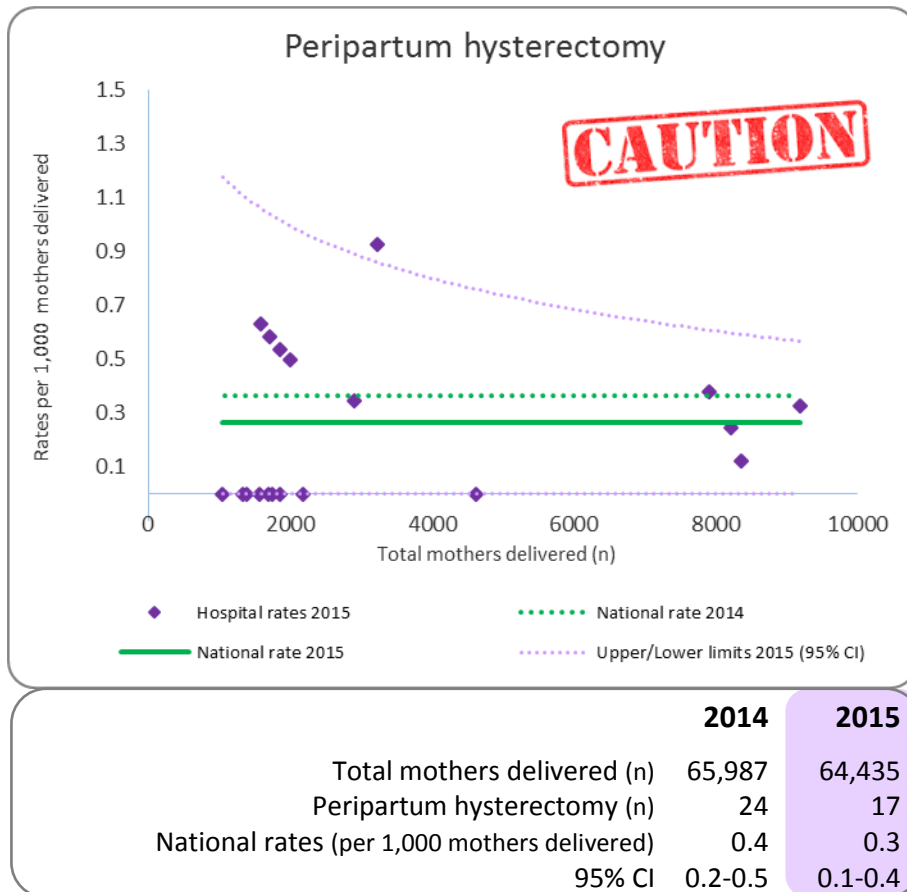 Peripartum hysterectomy
CAUTION
Rates per 1,000 mothers delivered
1.5
1.3
1.1
0.9
0.7
0.5
0.3
0.1
0 2000 4000 6000 8000 10000
Total mothers delivered (n)
Hospital rates 2015 National rate 2014
National rate 2015 Upper/Lower limits 2015 (95% CI)
2014 2015
Total mothers delivered (n) 65,987 64,435
Peripartum hysterectomy (n) 24 17
National rates (per 1,000 mothers delivered) 0.4 0.3
95% CI 0.2-0.5 0.1-0.4